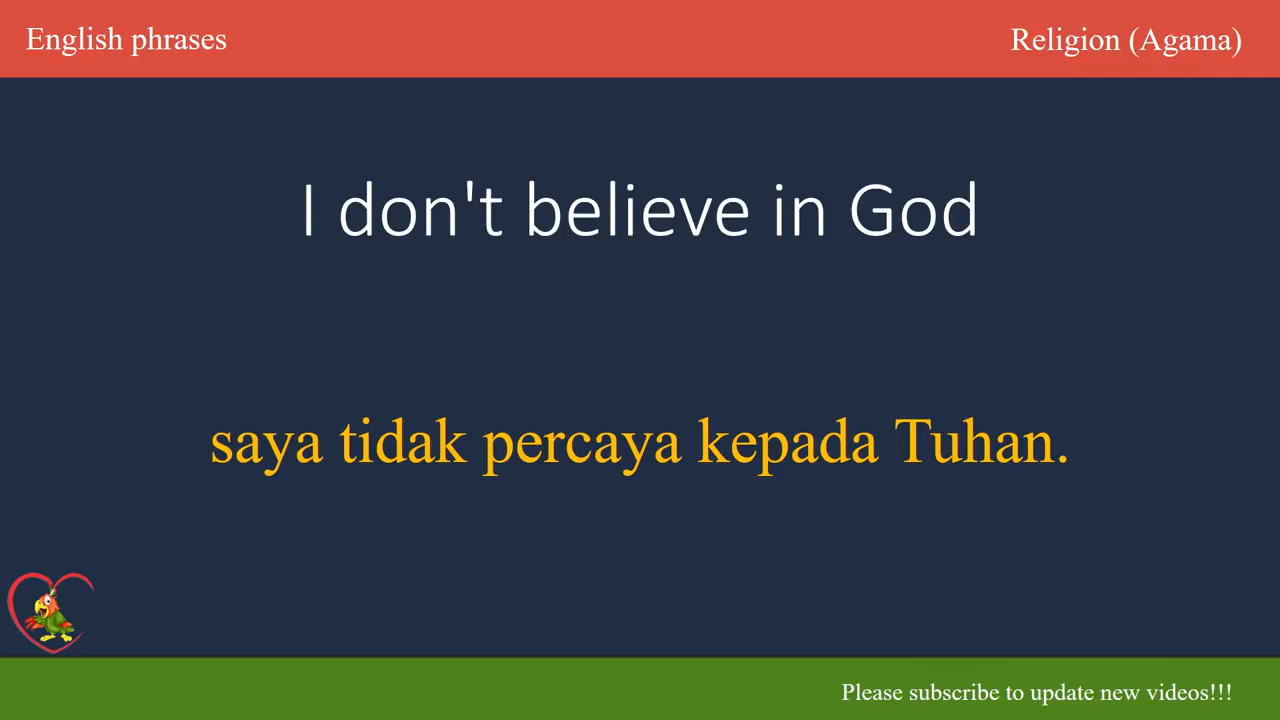 English phrases
Religion (Agama)
I don't believe in God
saya tidak percaya kepada Tuhan.
Please subscribe to update new videos!!!